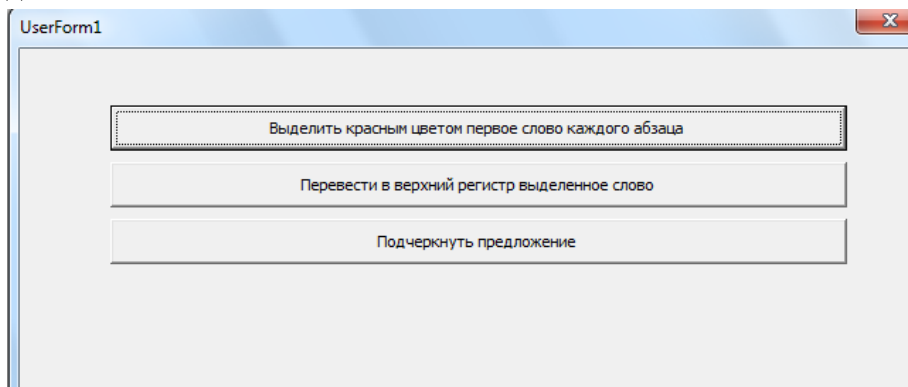 UserForm1
Выделить красным цветом первое слово каждого абзаца
Перевести в верхний регистр выделенное слово
Подчеркнуть предложение